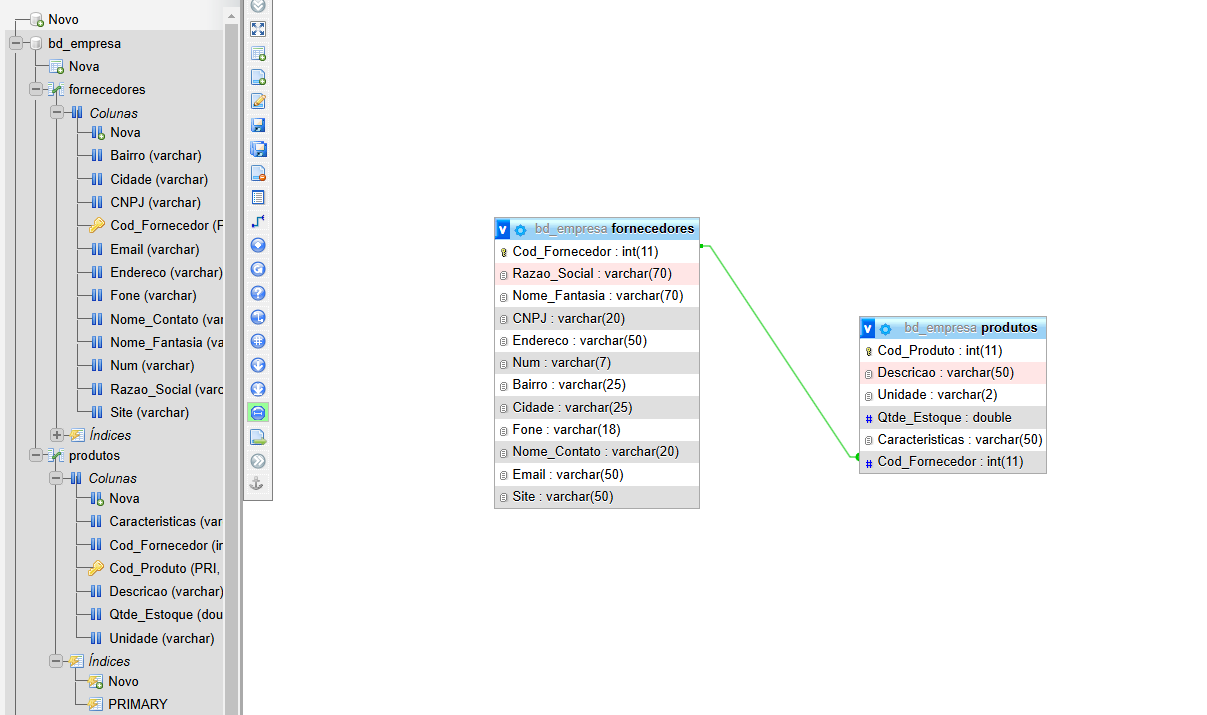 Novo
bd_empresa
Nova
fornecedores
Colunas
Nova
Bairro (varchar)
Cidade (varchar)
CNPJ (varchar)
Cod_Fornecedor (F
Email (varchar)
Endereco (varchar)
Fone (varchar)
Nome_Contato (var
Nome_Fantasia (va
Num (varchar)
Razao_Social (varc
Site (varchar)
Índices
produtos
Colunas
Nova
Caracteristicas (var
Cod_Fornecedor (in
Cod_Produto (PRI,
Descricao (varchar)
Qtde_Estoque (dou
Unidade (varchar)
Índices
Novo
PRIMARY
v bd_empresa fornecedores
Cod_Fornecedor : int(11)
Razao_Social : varchar(70)
Nome_Fantasia : varchar(70)
CNPJ : varchar(20)
Endereco : varchar(50)
Num : varchar(7)
Bairro : varchar(25)
Cidade : varchar(25)
Fone : varchar(18)
Nome_Contato : varchar(20)
Email : varchar(50)
Site : varchar(50)
v bd_empresa produtos
Cod_Produto : int(11)
Descricao : varchar(50)
Unidade : varchar(2)
# Qtde_Estoque : double
Caracteristicas : varchar(50)
# Cod_Fornecedor : int(11)